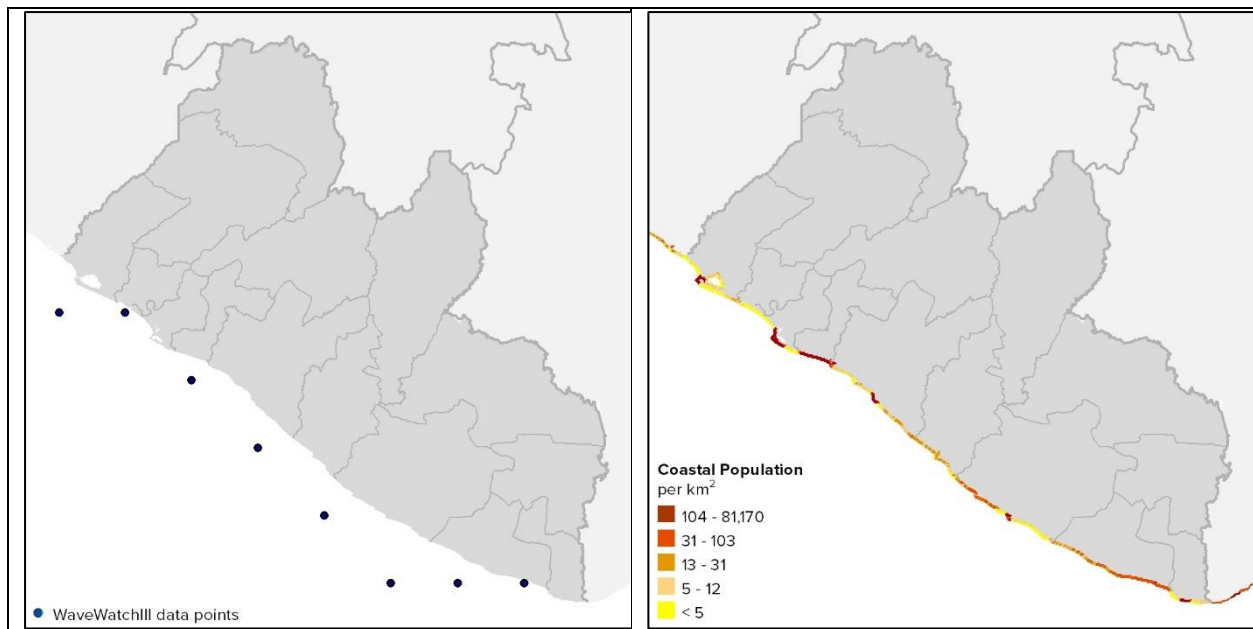 WaveWatchIII data points
Coastal Population
per km²
104 - 81,170
31 - 103
13 - 31
5 - 12
< 5